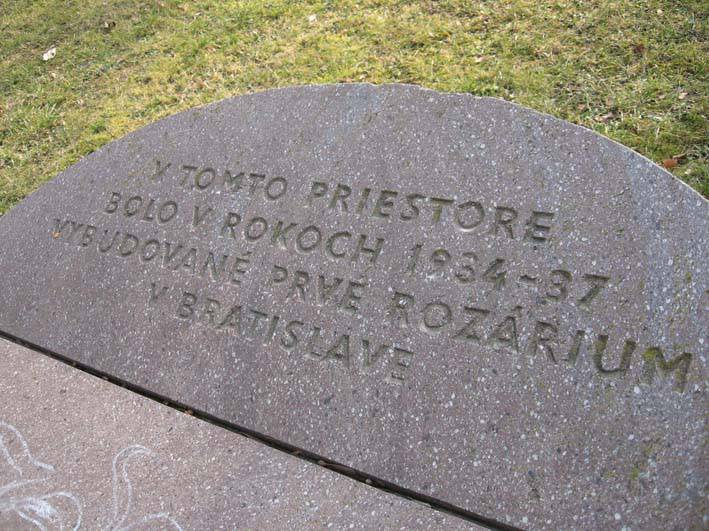 V TOMTO PRIESTORE
BOLO V ROKOCH 1934-37
VYBUDOVANÉ PRVÉ ROZÁRIUM
V BRATISLAVE